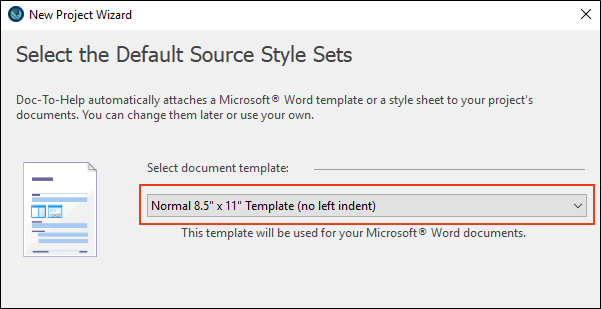 New Project Wizard
Select the Default Source Style Sets
Doc-To-Help automatically attaches a Microsoft® Word template or a style sheet to your project's
documents. You can change them later or use your own.
Select document template:
Normal 8.5" x 11" Template (no left indent)
This template will be used for your Microsoft® Word documents.